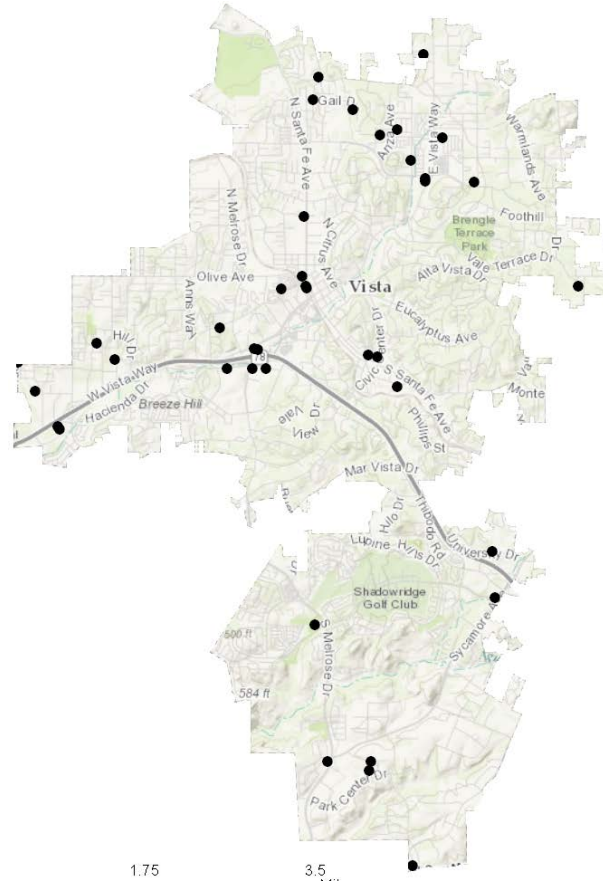 Gail D
N Santa Fe Ave
Anza Ave
E Vista Way
Warmlands Ave
N Melrose Dr
N Citrus Ave
Foothill
Dr
Brengle
Terrace
Park
Vale Terrace Dr
Alta Vista Dr
Olive Ave
Vista
Anns Way
Eucalyptus Ave
Civic Center Dr
Hill Dr
78
W Vista Way
S Santa Fe Ave
Hacienda Dr
Breeze Hill
Monte
Vale
View Dr
Phillips St
Mar Vista Dr
Hilo Dr
Thibodo Rd
Lupine Hills Dr
University Dr
Shadowridge
Golf Club
Sycamore Ave
S Melrose Dr
500 ft
584 ft
Park Center Dr
1.75
3.5